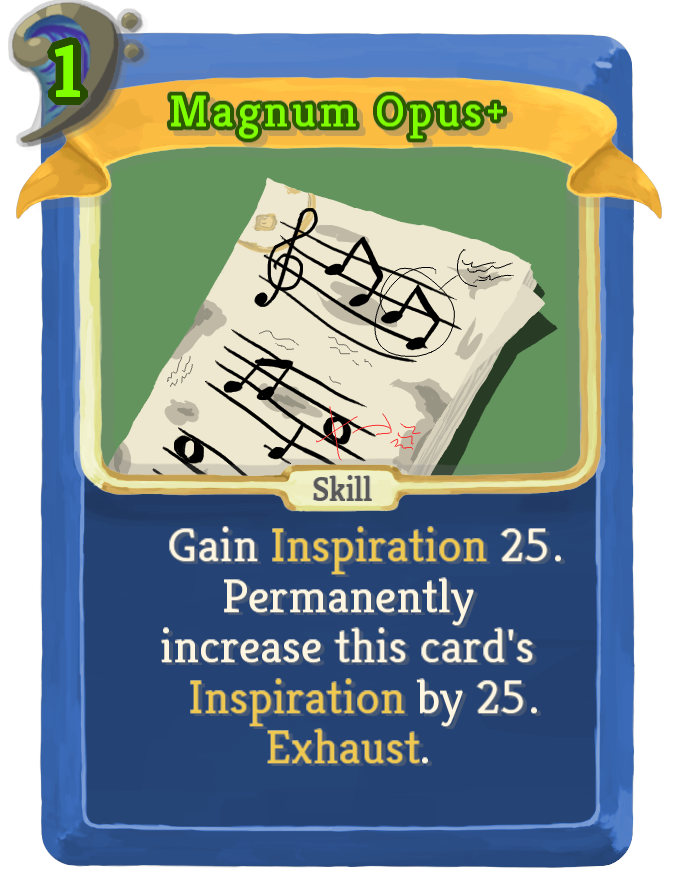 1
Magnum Opus+
Skill
Gain Inspiration 25.
Permanently
increase this card's
Inspiration by 25.
Exhaust.